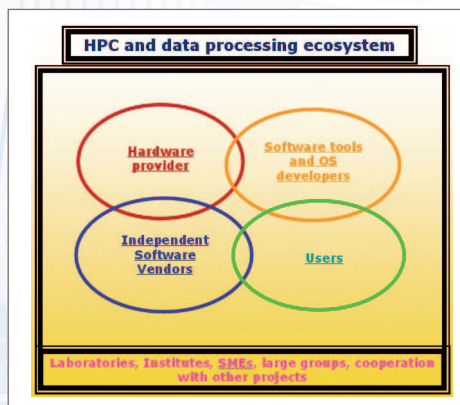 HPC and data processing ecosystem
Hardware
provider
Software tools
and OS
developers
Independent
Software
Vendors
Users
Laboratories, Institutes, SMEs, large groups, cooperation
with other projects